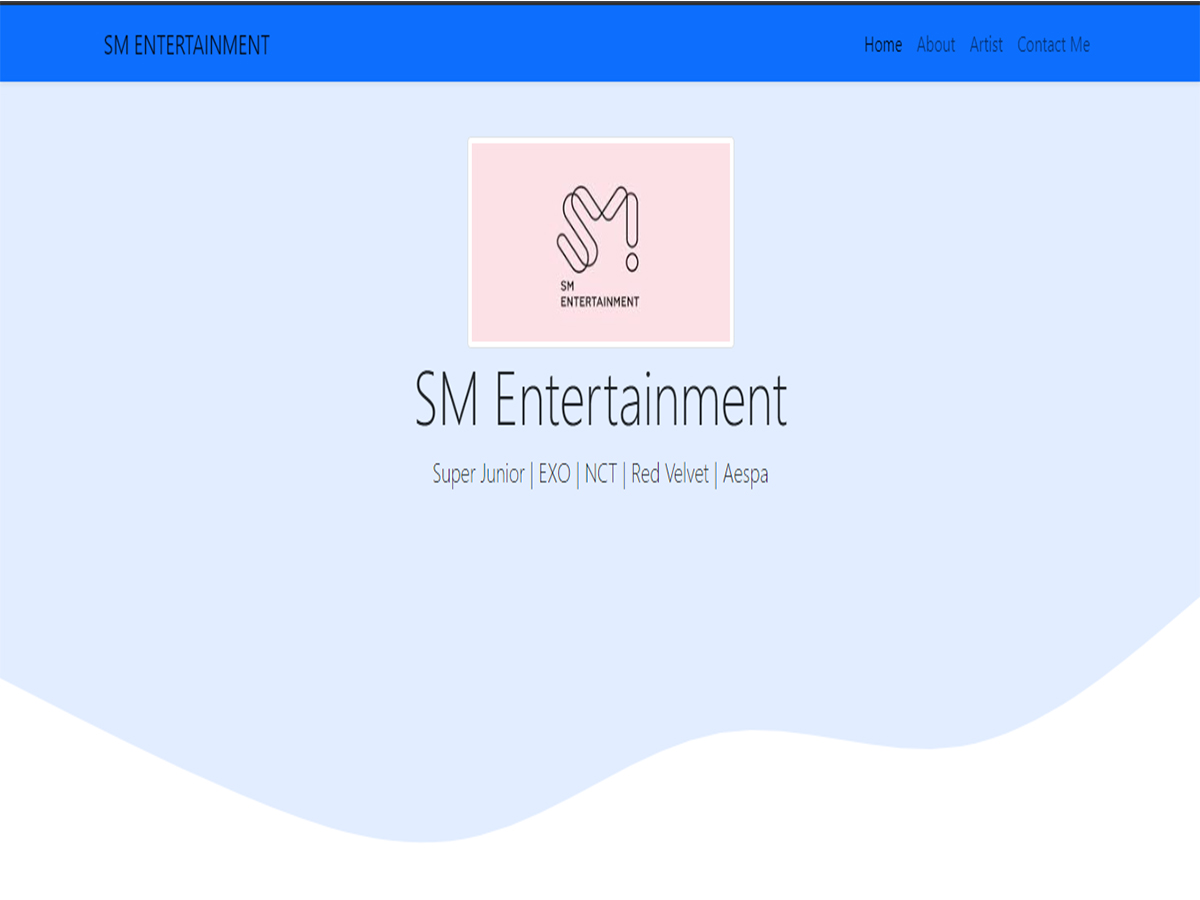 SM ENTERTAINMENT
Home About Artist Contact Me
SM
ENTERTAINMENT
SM Entertainment
Super Junior | EXO | NCT | Red Velvet | Aespa